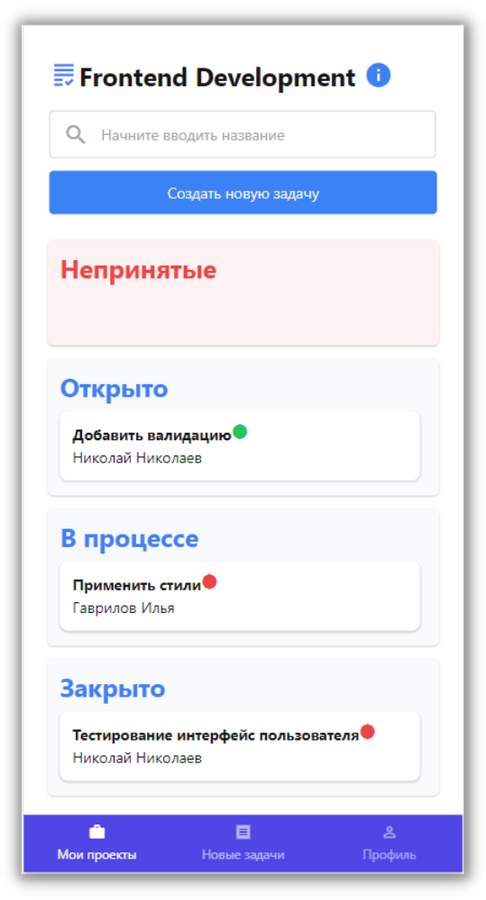 Frontend Development
Начните вводить название
Создать новую задачу
Непринятые
Открыто
Добавить валидацию
Николай Николаев
В процессе
Применить стили
Гаврилов Илья
Закрыто
Тестирование интерфейс пользователя
Николай Николаев
Мои проекты
Новые задачи
Профиль